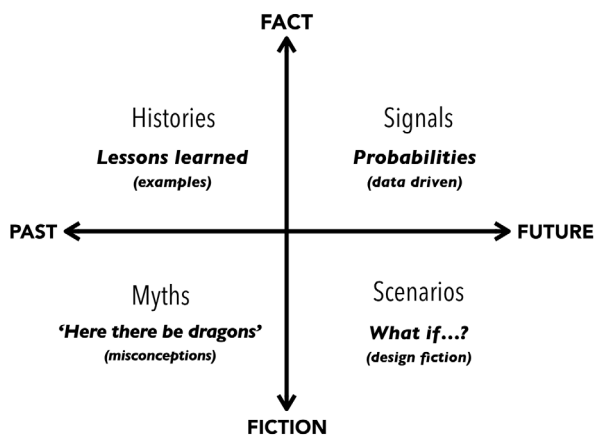 FACT
Histories
Lessons learned
(examples)
Signals
Probabilities
(data driven)
PAST
FUTURE
Myths
‘Here there be dragons’
(misconceptions)
Scenarios
What if...?
(design fiction)
FICTION